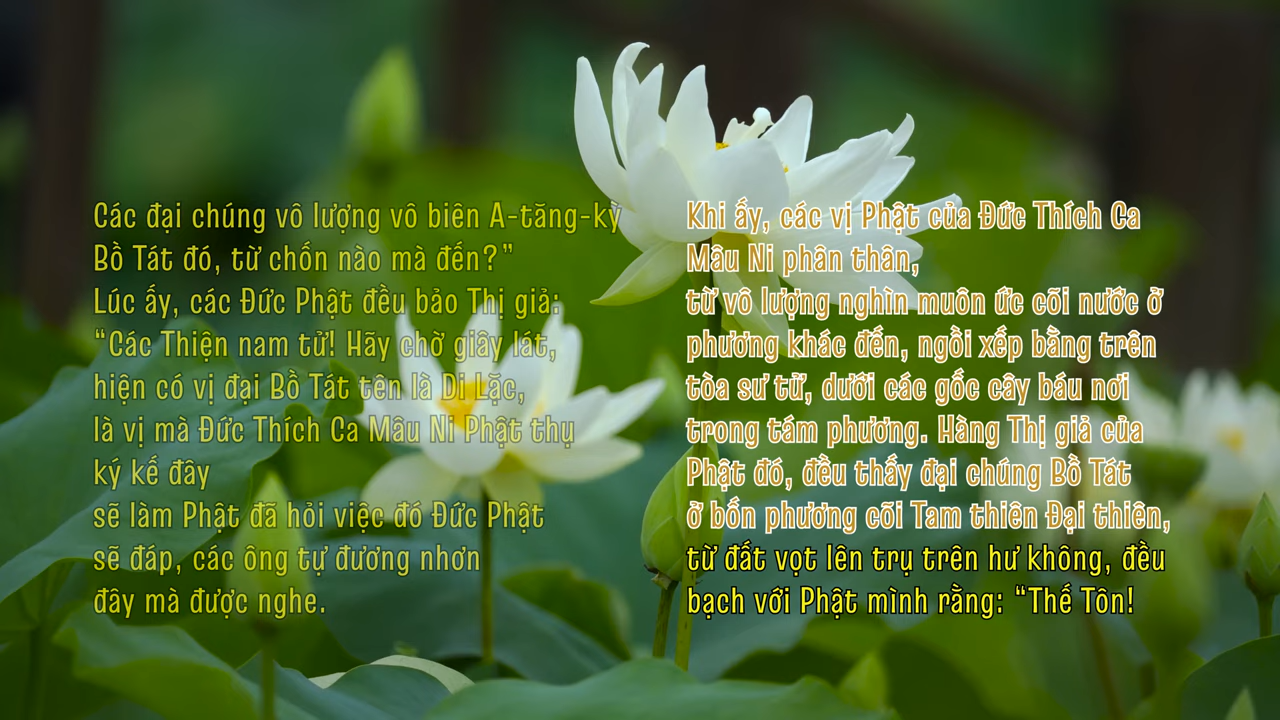 Các đại chúng vô lượng vô biên A-tăng-kỳ
Bồ Tát đó, từ chốn nào mà đến?”
Lúc ấy, các Đức Phật đều bảo Thị giả:
“Các Thiện nam tử! Hãy chờ giây lát,
hiện có vị đại Bồ Tát tên là Di Lặc,
là vị mà Đức Thích Ca Mâu Ni Phật thụ
ký kế đây
sẽ làm Phật đã hỏi việc đó Đức Phật
sẽ đáp, các ông tự đương nhơn
đây mà được nghe.
Khi ấy, các vị Phật của Đức Thích Ca
Mâu Ni phân thân,
từ vô lượng nghìn muôn ức cõi nước ở
phương khác đến, ngồi xếp bằng trên
tòa sư tử, dưới các gốc cây báu nơi
trong tám phương. Hàng Thị giả của
Phật đó, đều thấy đại chúng Bồ Tát
ở bốn phương cõi Tam thiên Đại thiên,
từ đất vọt lên trụ trên hư không, đều
bạch với Phật mình rằng: “Thế Tôn!